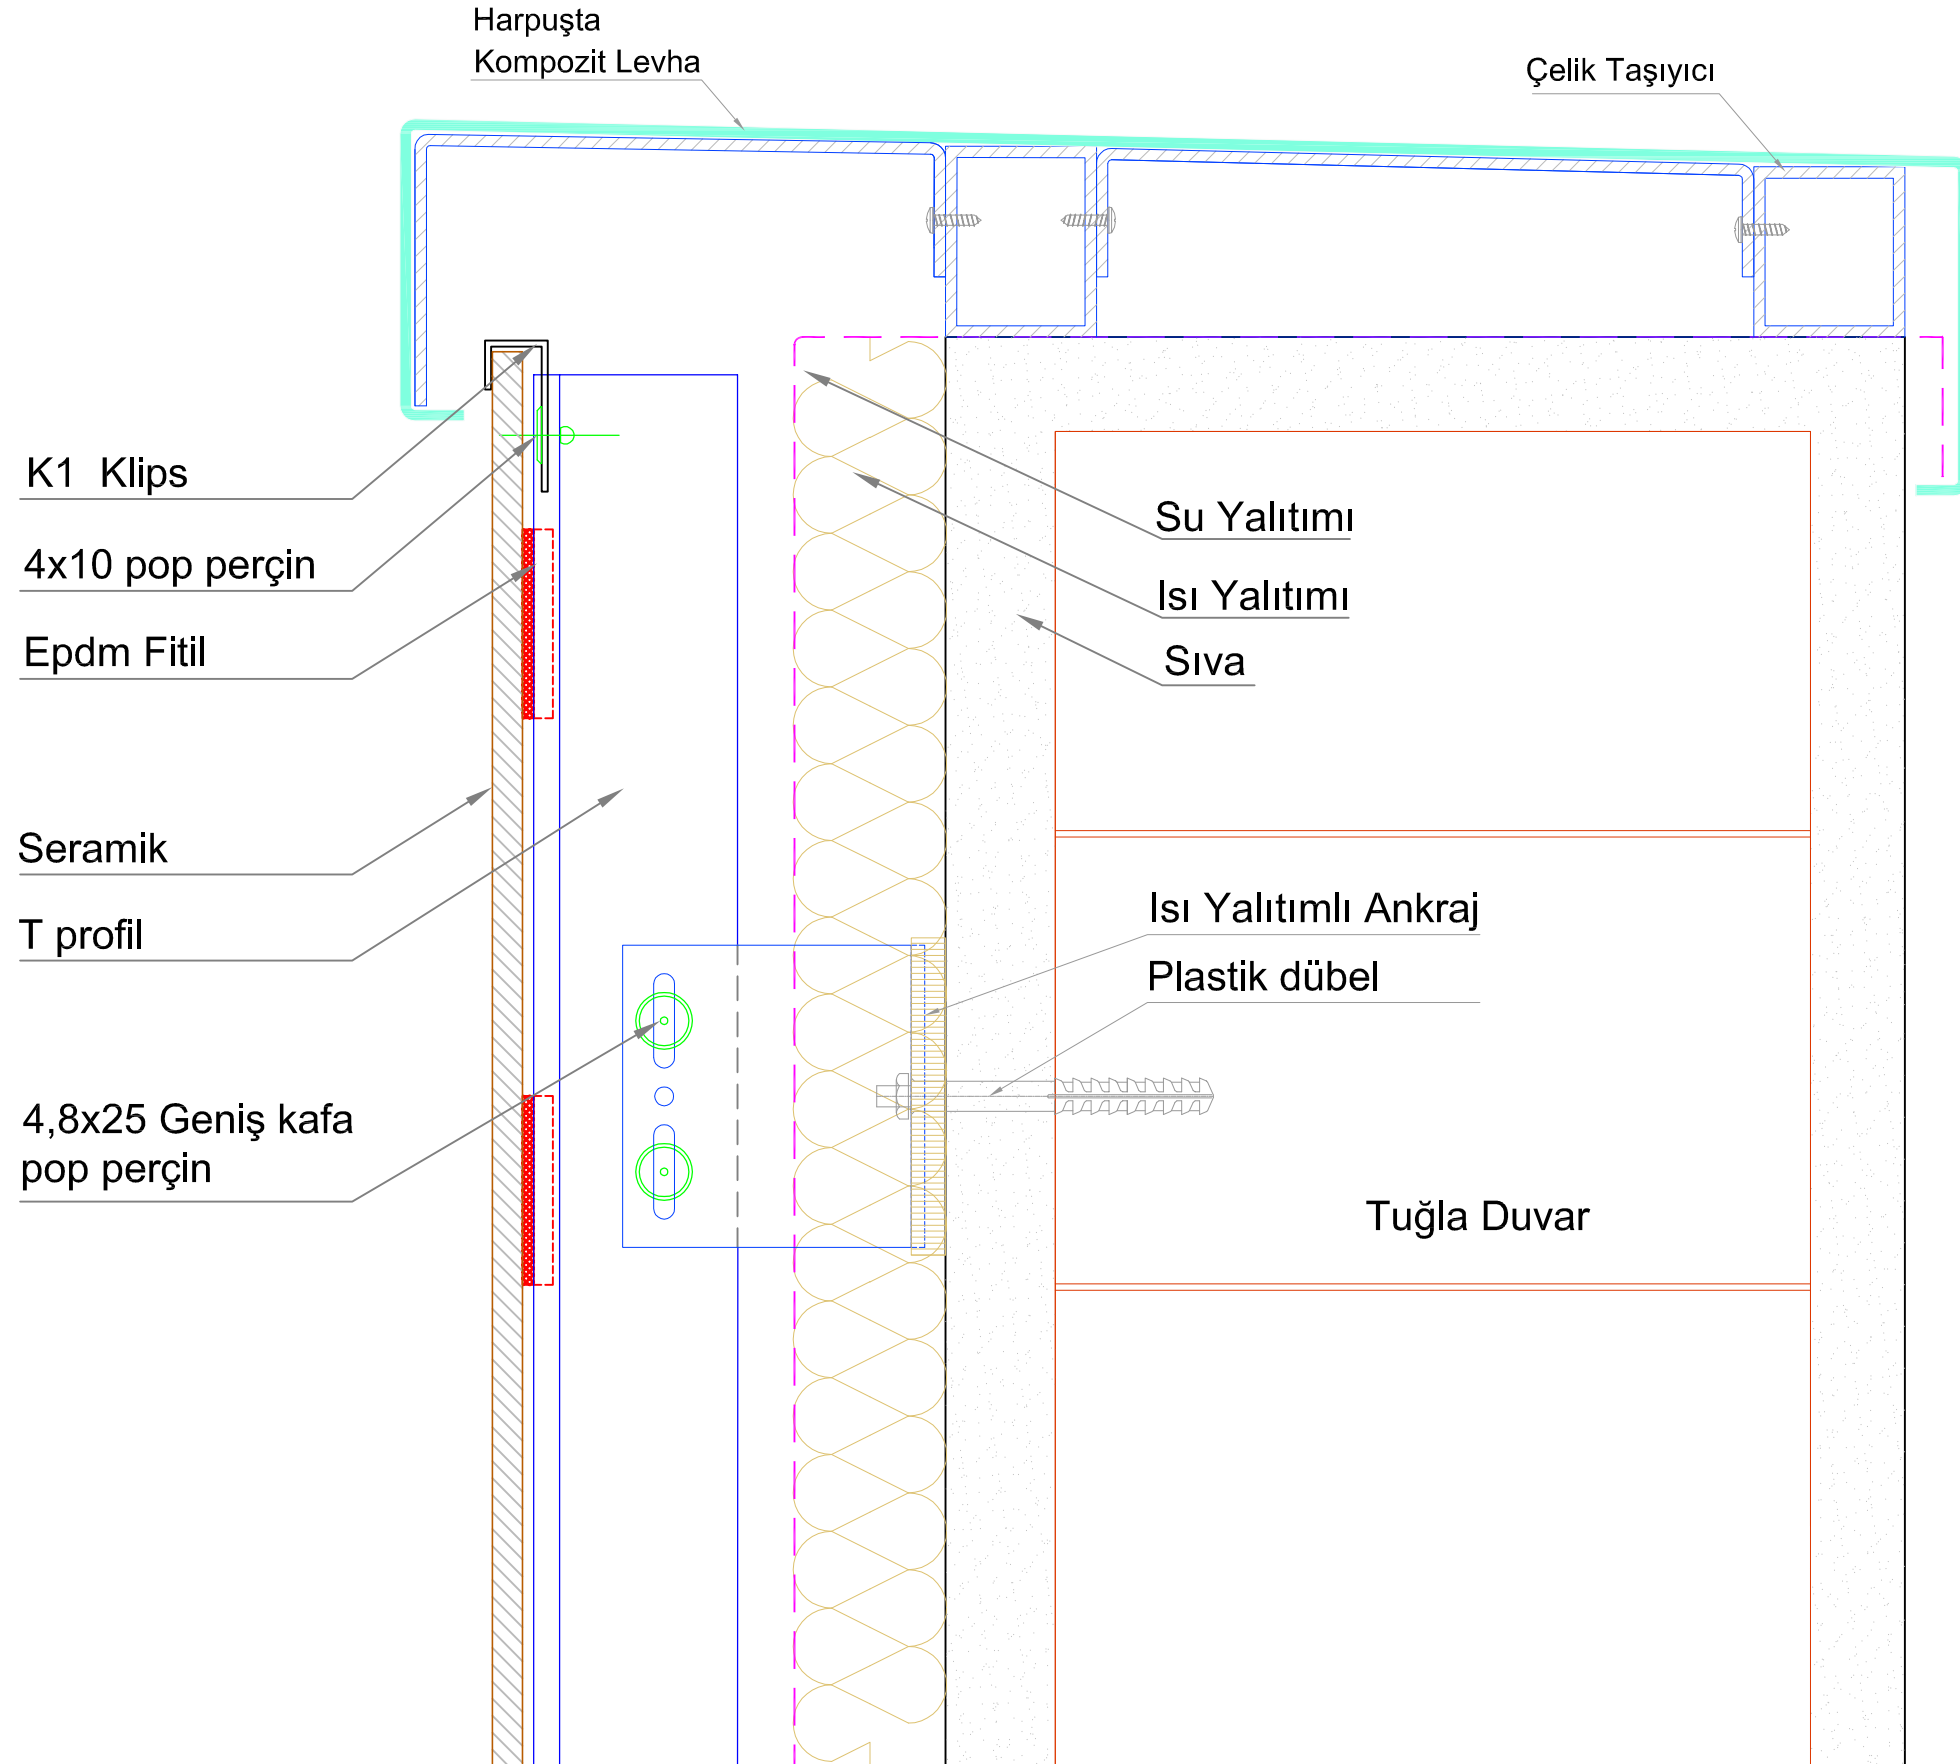 Harpuşta
Kompozit Levha
Çelik Taşıyıcı
K1 Klips
4x10 pop perçin
Epdm Fitil
Seramik
T profil
4,8x25 Geniş kafa
pop perçin
Su Yalıtımı
Isı Yalıtımı
Sıva
Isı Yalıtımlı Ankraj
Plastik dübel
Tuğla Duvar